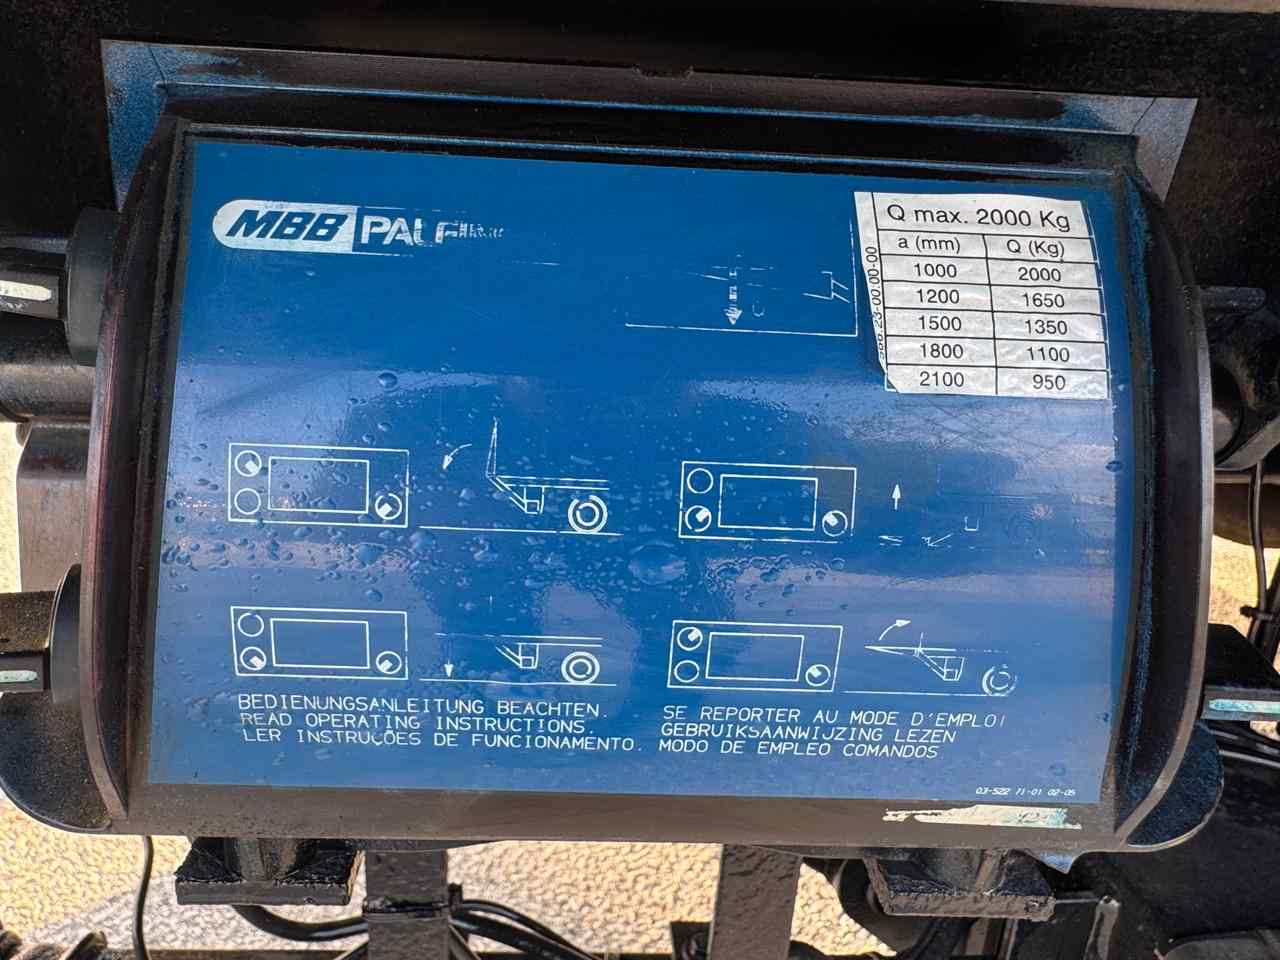 MBB PALFIN
Q max. 2000 Kg
a (mm) Q (Kg)
1000 2000
1200 1650
1500 1350
1800 1100
2100 950
BEDIENUNGSANLEITUNG BEACHTEN.
READ OPERATING INSTRUCTIONS.
LER INSTRUÇOES DE FUNCIONAMENTO.
SE REPORTER AU MODE D'EMPLOI
GEBRUIKSAANWIJZING LEZEN
MODO DE EMPLEO COMANDOS
03-522 71-01 02-05